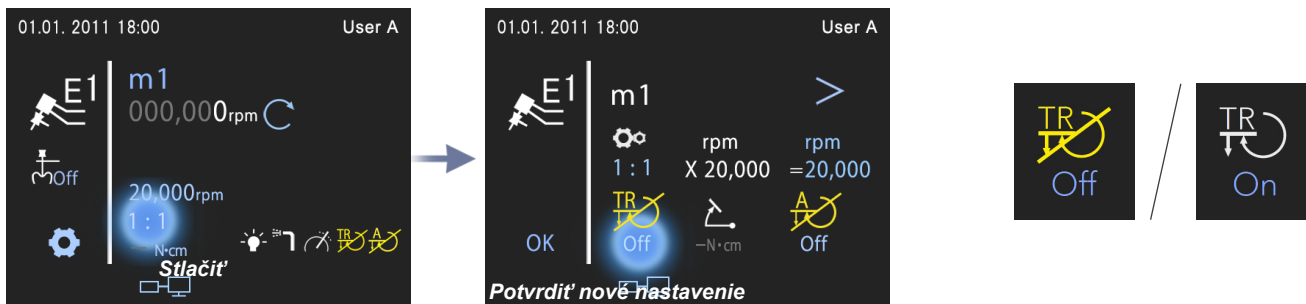 01.01. 2011 18:00 User A
E1
m1
000,000rpm
Off
20,000rpm
1 : 1
N•cm
TR A
Stlačiť
01.01. 2011 18:00 User A
E1
m1 >
rpm rpm
1 : 1 X 20,000 =20,000
TR A
OK Off –N•cm Off
Potvrdiť nové nastavenie
TR
Off
TR
On